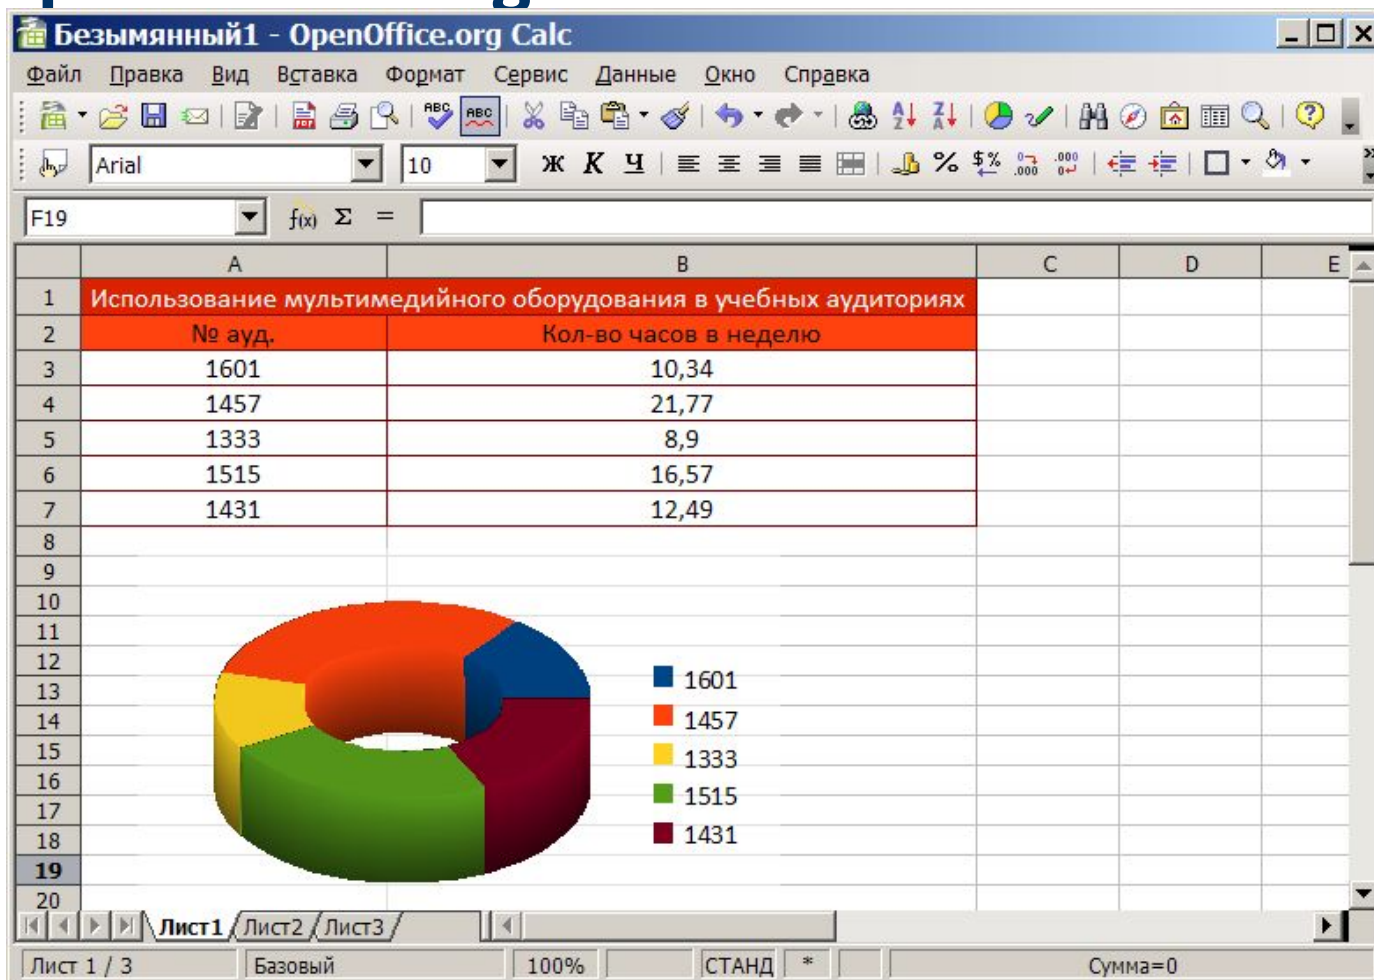 Безымянный1 - OpenOffice.org Calc
Файл Правка Вид Вставка Формат Сервис Данные Окно Справка
Arial 10 Ж К Ч % $% .000 .000
F19 f(x) Σ =
A B C D E
1 Использование мультимедийного оборудования в учебных аудиториях
2 № ауд. Кол-во часов в неделю
3 1601 10,34
4 1457 21,77
5 1333 8,9
6 1515 16,57
7 1431 12,49
8
9
10
11
12
13
14
15
16
17
18
19
20
1601
1457
1333
1515
1431
Лист1 Лист2 Лист3
Лист 1 / 3 Базовый 100% СТАНД * Сумма=0